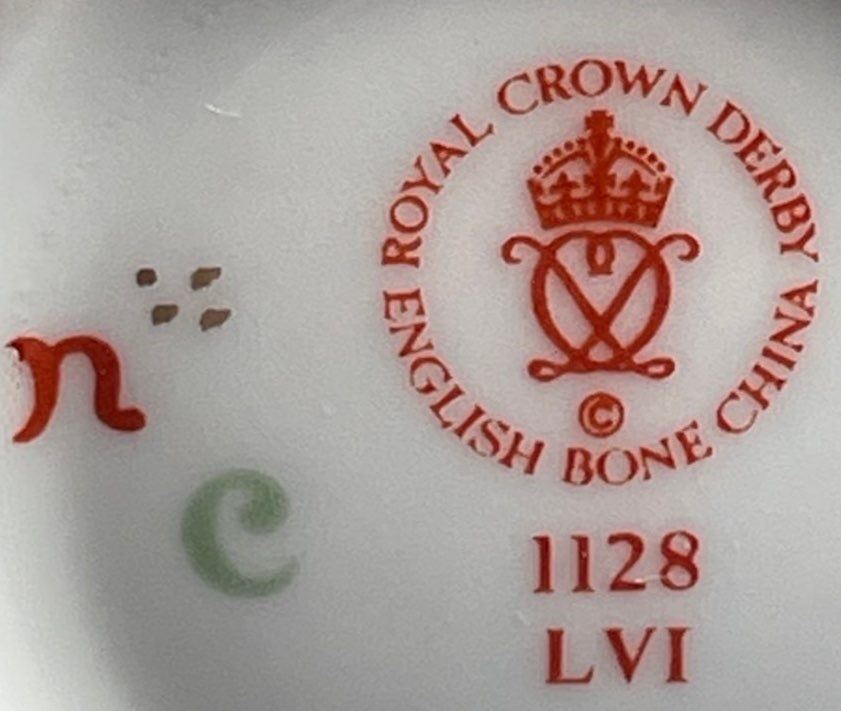 ROYAL CROWN DERBY
ENGLISH BONE CHINA
©
1128
LVI
n
e